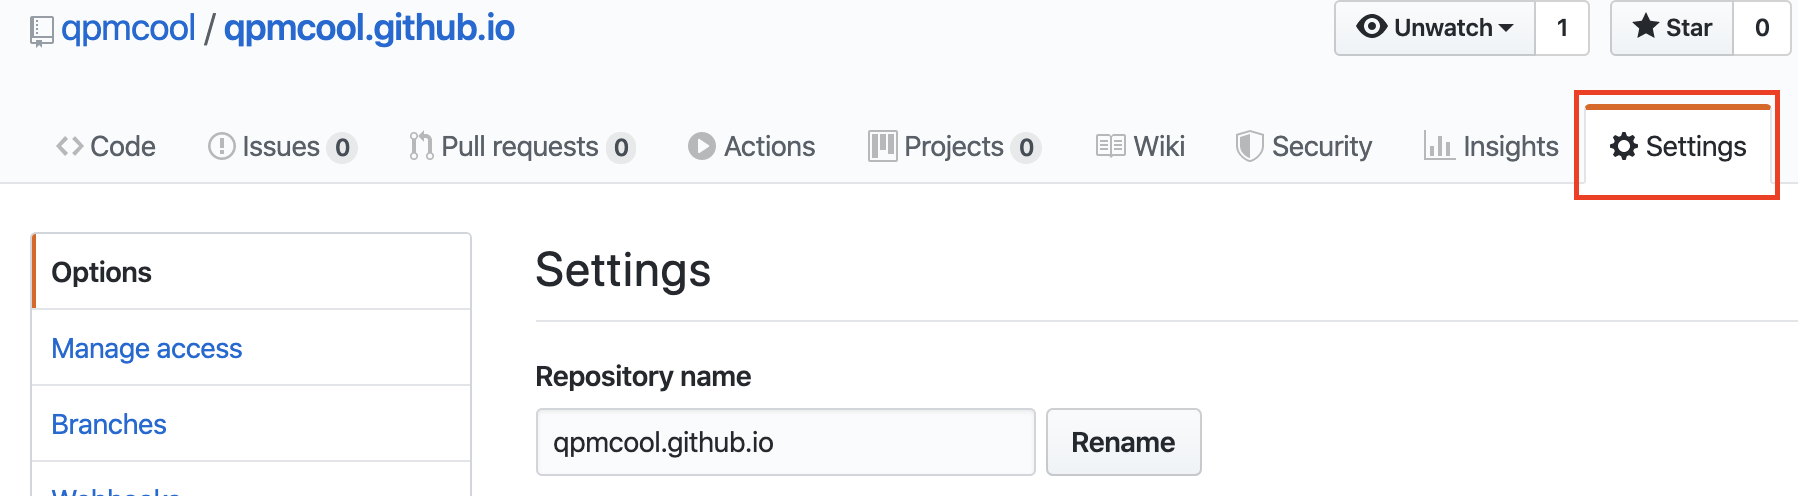 qpmcool / qpmcool.github.io
Unwatch 1 Star 0
Code Issues 0 Pull requests 0 Actions Projects 0 Wiki Security Insights Settings
Options
Manage access
Branches
Webhooks
Settings
Repository name
qpmcool.github.io Rename